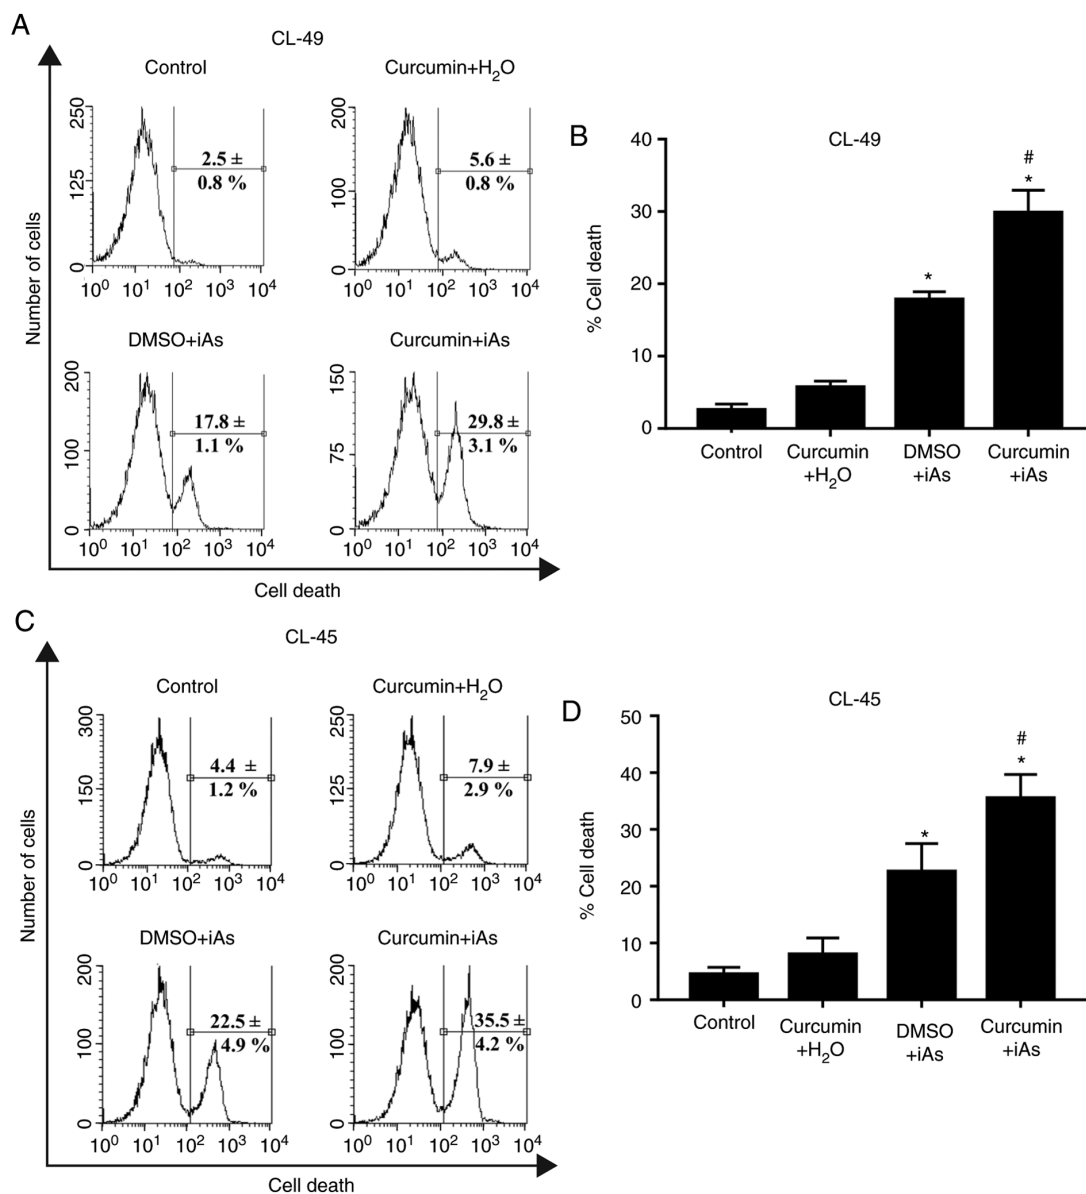 A
CL-49
Control
Curcumin+H2O
250
125
0
2.5 ±
0.8 %
10^0 10^1 10^2 10^3 10^4
200
100
0
5.6 ±
0.8 %
10^0 10^1 10^2 10^3 10^4
Number of cells
DMSO+iAs
Curcumin+iAs
200
100
0
17.8 ±
1.1 %
10^0 10^1 10^2 10^3 10^4
150
75
0
29.8 ±
3.1 %
10^0 10^1 10^2 10^3 10^4
Cell death
B
CL-49
% Cell death
40
30
20
10
0
*
#
*
Control
Curcumin
+H2O
DMSO
+iAs
Curcumin
+iAs
C
CL-45
Control
Curcumin+H2O
300
150
0
4.4 ±
1.2 %
10^0 10^1 10^2 10^3 10^4
250
125
0
7.9 ±
2.9 %
10^0 10^1 10^2 10^3 10^4
Number of cells
DMSO+iAs
Curcumin+iAs
200
100
0
22.5 ±
4.9 %
10^0 10^1 10^2 10^3 10^4
200
100
0
35.5 ±
4.2 %
10^0 10^1 10^2 10^3 10^4
Cell death
D
CL-45
% Cell death
50
40
30
20
10
0
*
#
*
Control
Curcumin
+H2O
DMSO
+iAs
Curcumin
+iAs